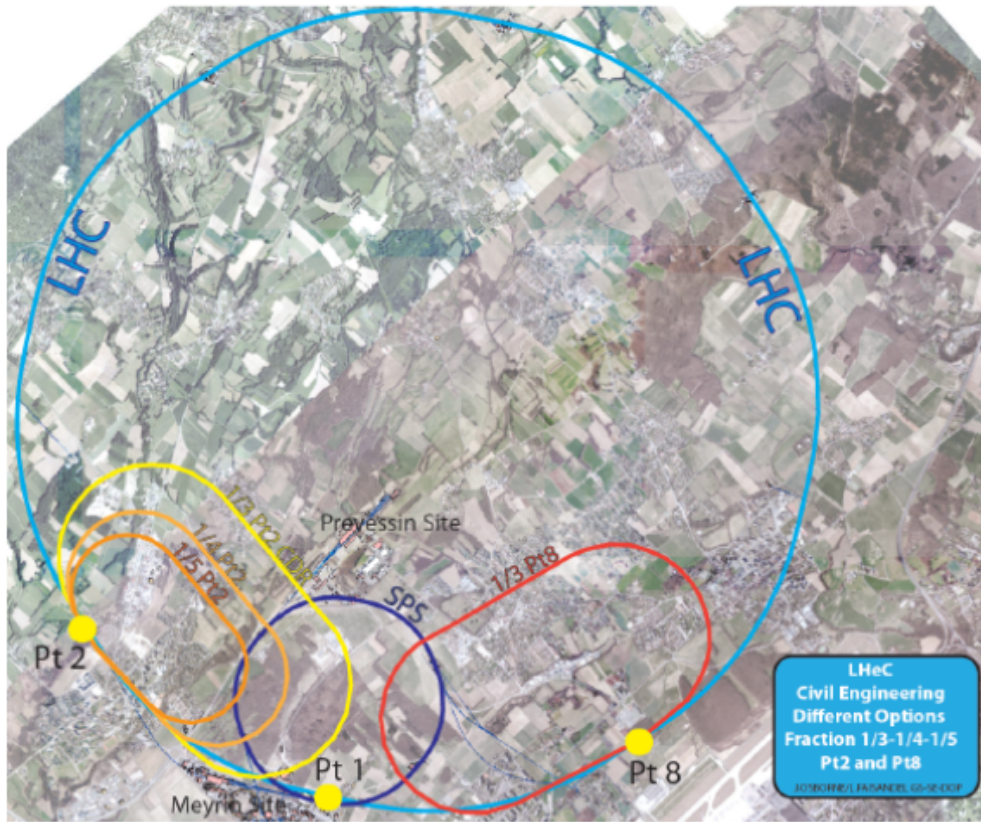 LHC
LHC
1/3 Pt2
1/4 Pt2
1/5 Pt2
Prevessin Site
SPS
1/3 Pt8
Pt 2
Pt 1
Pt 8
Meyrin Site
LHeC
Civil Engineering
Different Options
Fraction 1/3-1/4-1/5
Pt2 and Pt8